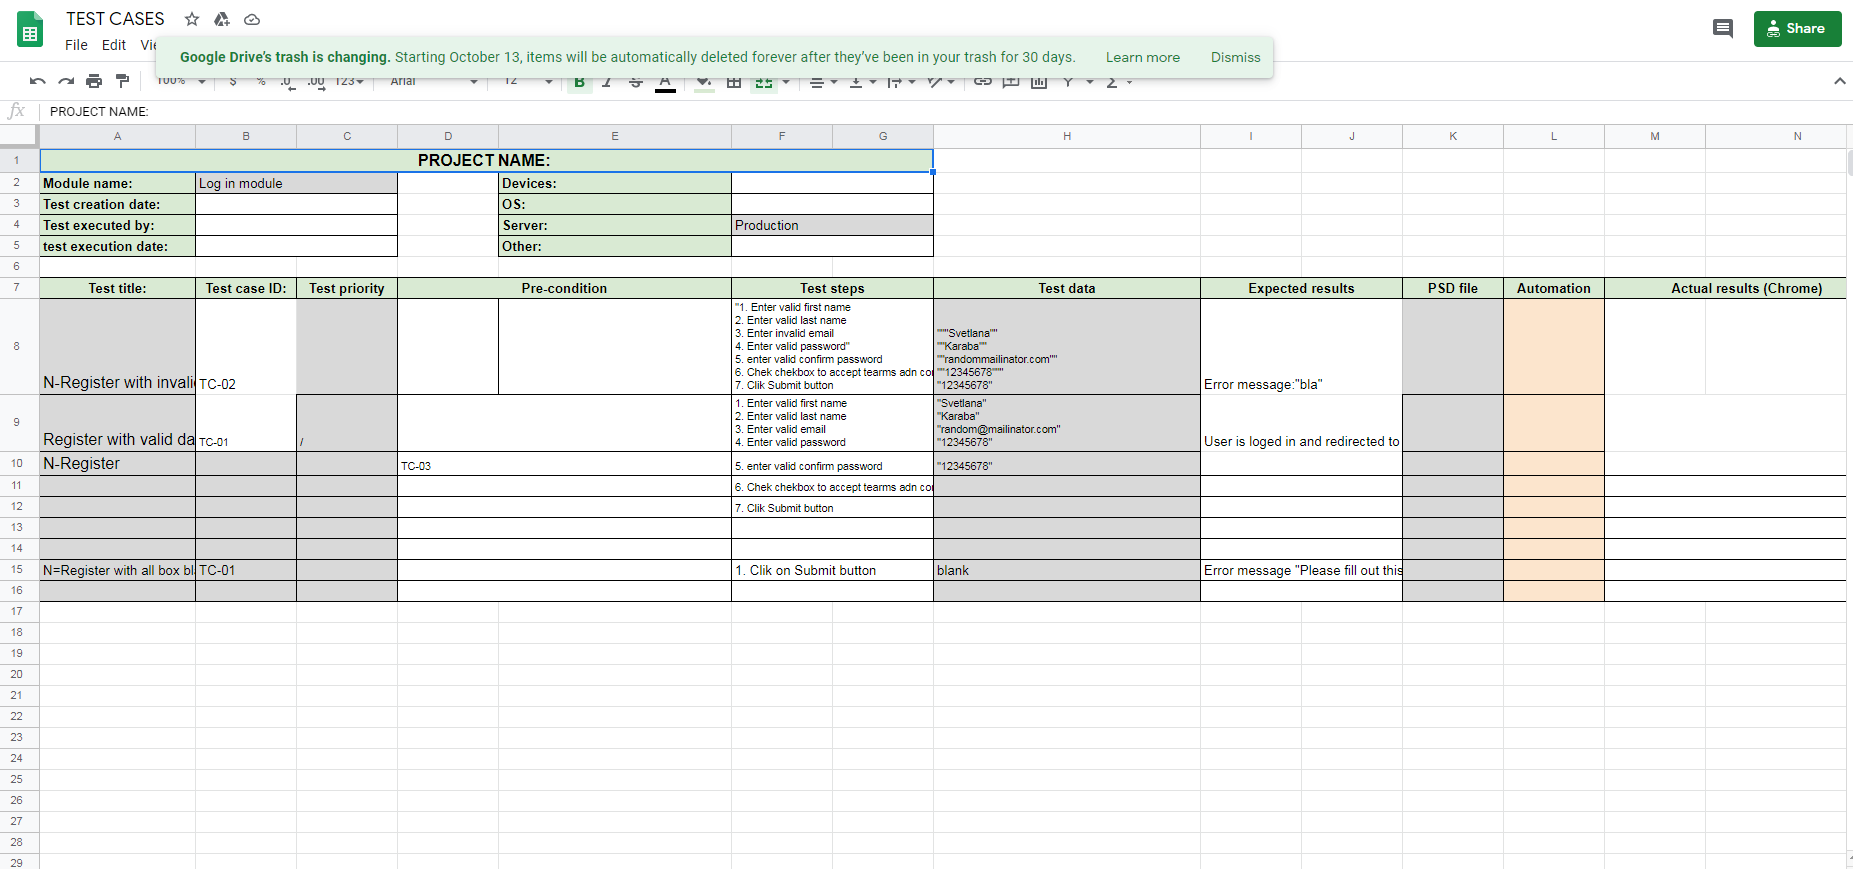 TEST CASES
File Edit
Google Drive's trash is changing. Starting October 13, items will be automatically deleted forever after they've been in your trash for 30 days. Learn more Dismiss
Share
100% $ % .0 .00 123 Arial 12 B I S A
fx PROJECT NAME:
A B C D E F G H I J K L M N
1 PROJECT NAME:
2 Module name: Log in module Devices:
3 Test creation date: OS:
4 Test executed by: Server: Production
5 test execution date: Other:
6
7 Test title: Test case ID: Test priority Pre-condition Test steps Test data Expected results PSD file Automation Actual results (Chrome)
"1. Enter valid first name
2. Enter valid last name
3. Enter invalid email """Svetlana""
4. Enter valid password" ""Karaba""
5. enter valid confirm password ""randommailinator.com""
6. Chek chekbox to accept tearms adn cor ""12345678"""
7. Clik Submit button "12345678"
8 N-Register with invali TC-02 Error message:"bla"
1. Enter valid first name "Svetlana"
2. Enter valid last name "Karaba"
3. Enter valid email "random@mailinator.com"
4. Enter valid password "12345678"
9 Register with valid da TC-01 / User is loged in and redirected to
10 N-Register TC-03 5. enter valid confirm password "12345678"
11 6. Chek chekbox to accept tearms adn cor
12 7. Clik Submit button
13
14
15 N=Register with all box bl TC-01 1. Clik on Submit button blank Error message "Please fill out this
16
17
18
19
20
21
22
23
24
25
26
27
28
29